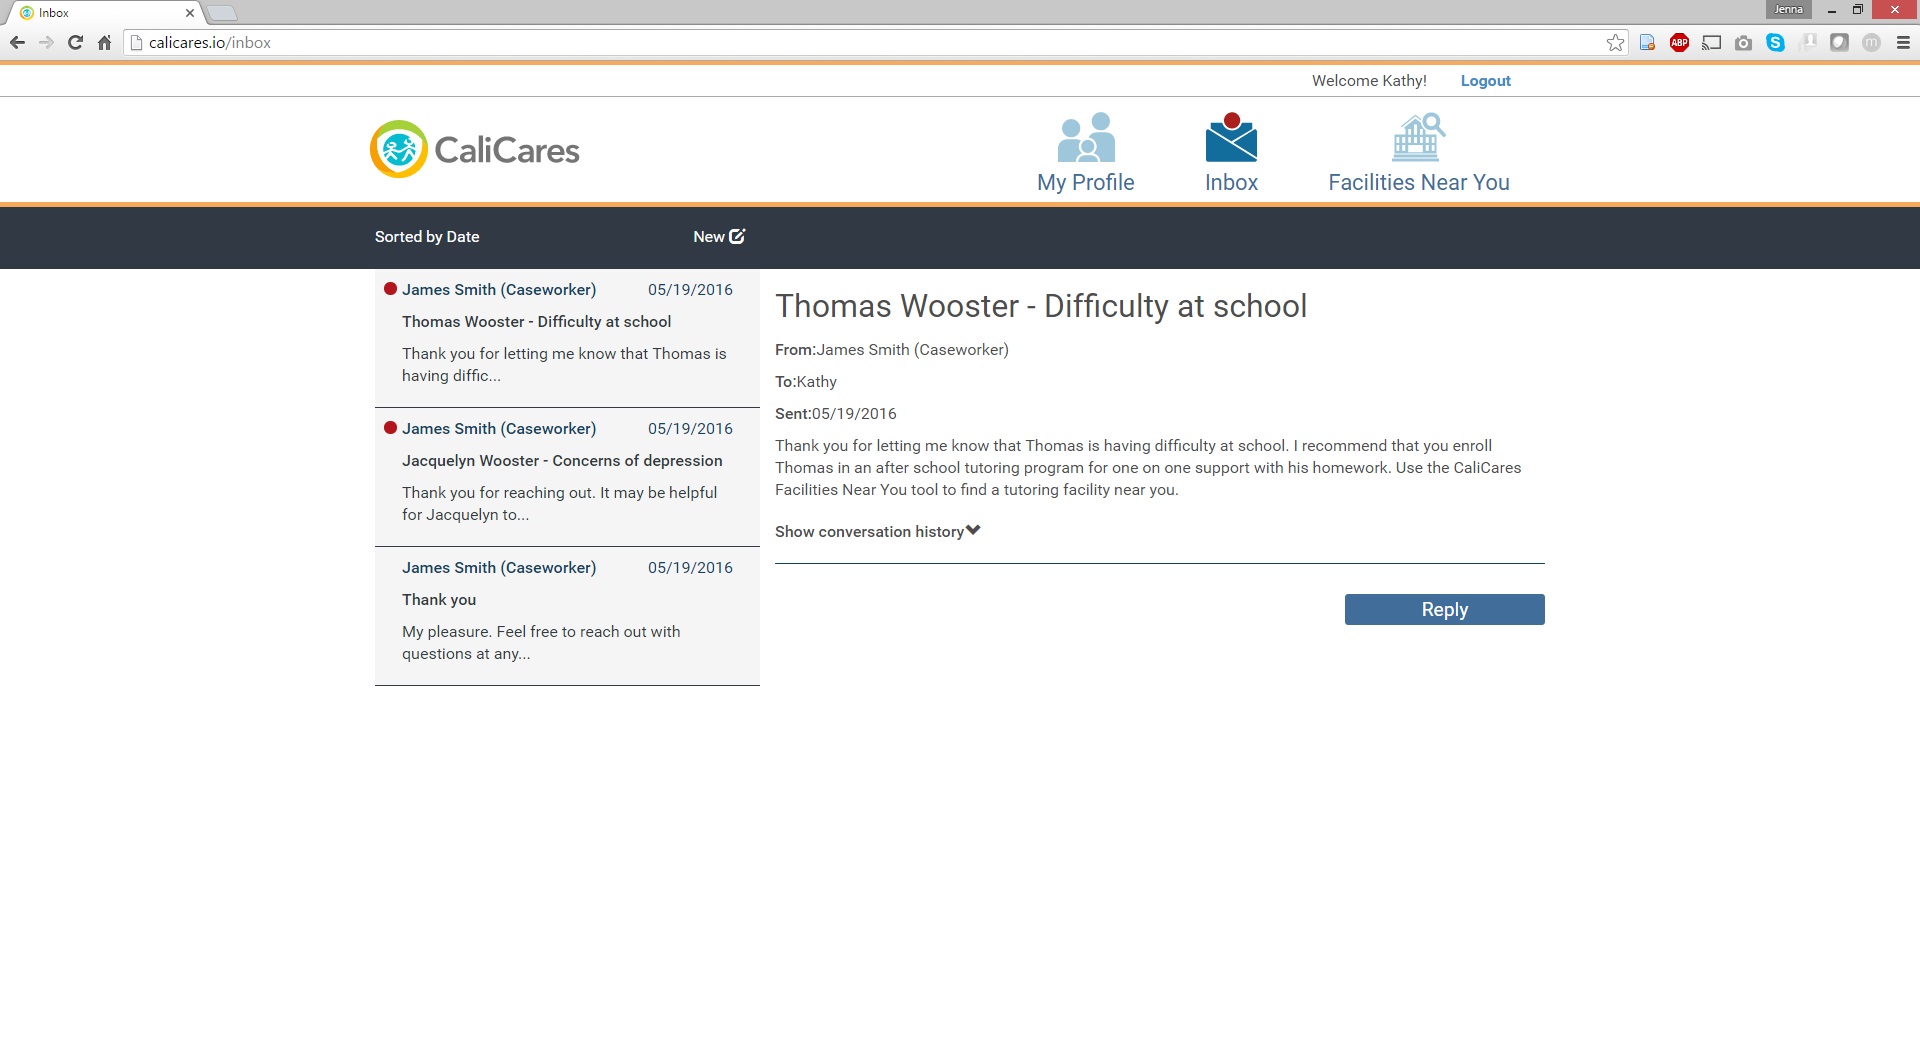 Inbox
Jenna
calicares.io/inbox
ABP
S
m
Welcome Kathy! Logout
CaliCares
My Profile
Inbox
Facilities Near You
Sorted by Date
New
James Smith (Caseworker) 05/19/2016
Thomas Wooster - Difficulty at school
Thank you for letting me know that Thomas is
having diffic...
James Smith (Caseworker) 05/19/2016
Jacquelyn Wooster - Concerns of depression
Thank you for reaching out. It may be helpful
for Jacquelyn to...
James Smith (Caseworker) 05/19/2016
Thank you
My pleasure. Feel free to reach out with
questions at any...
Thomas Wooster - Difficulty at school
From:James Smith (Caseworker)
To:Kathy
Sent:05/19/2016
Thank you for letting me know that Thomas is having difficulty at school. I recommend that you enroll
Thomas in an after school tutoring program for one on one support with his homework. Use the CaliCares
Facilities Near You tool to find a tutoring facility near you.
Show conversation history
Reply